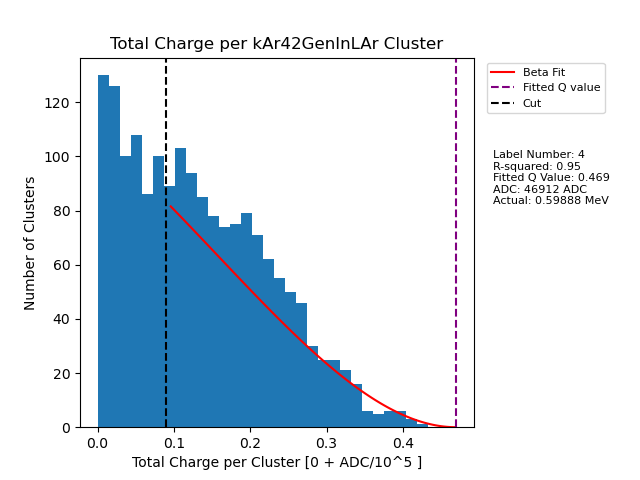 Total Charge per kAr42GenInLAr Cluster
Beta Fit
Fitted Q value
Cut
Label Number: 4
R-squared: 0.95
Fitted Q Value: 0.469
ADC: 46912 ADC
Actual: 0.59888 MeV
Number of Clusters
120
100
80
60
40
20
0
0.0 0.1 0.2 0.3 0.4
Total Charge per Cluster [0 + ADC/10^5 ]